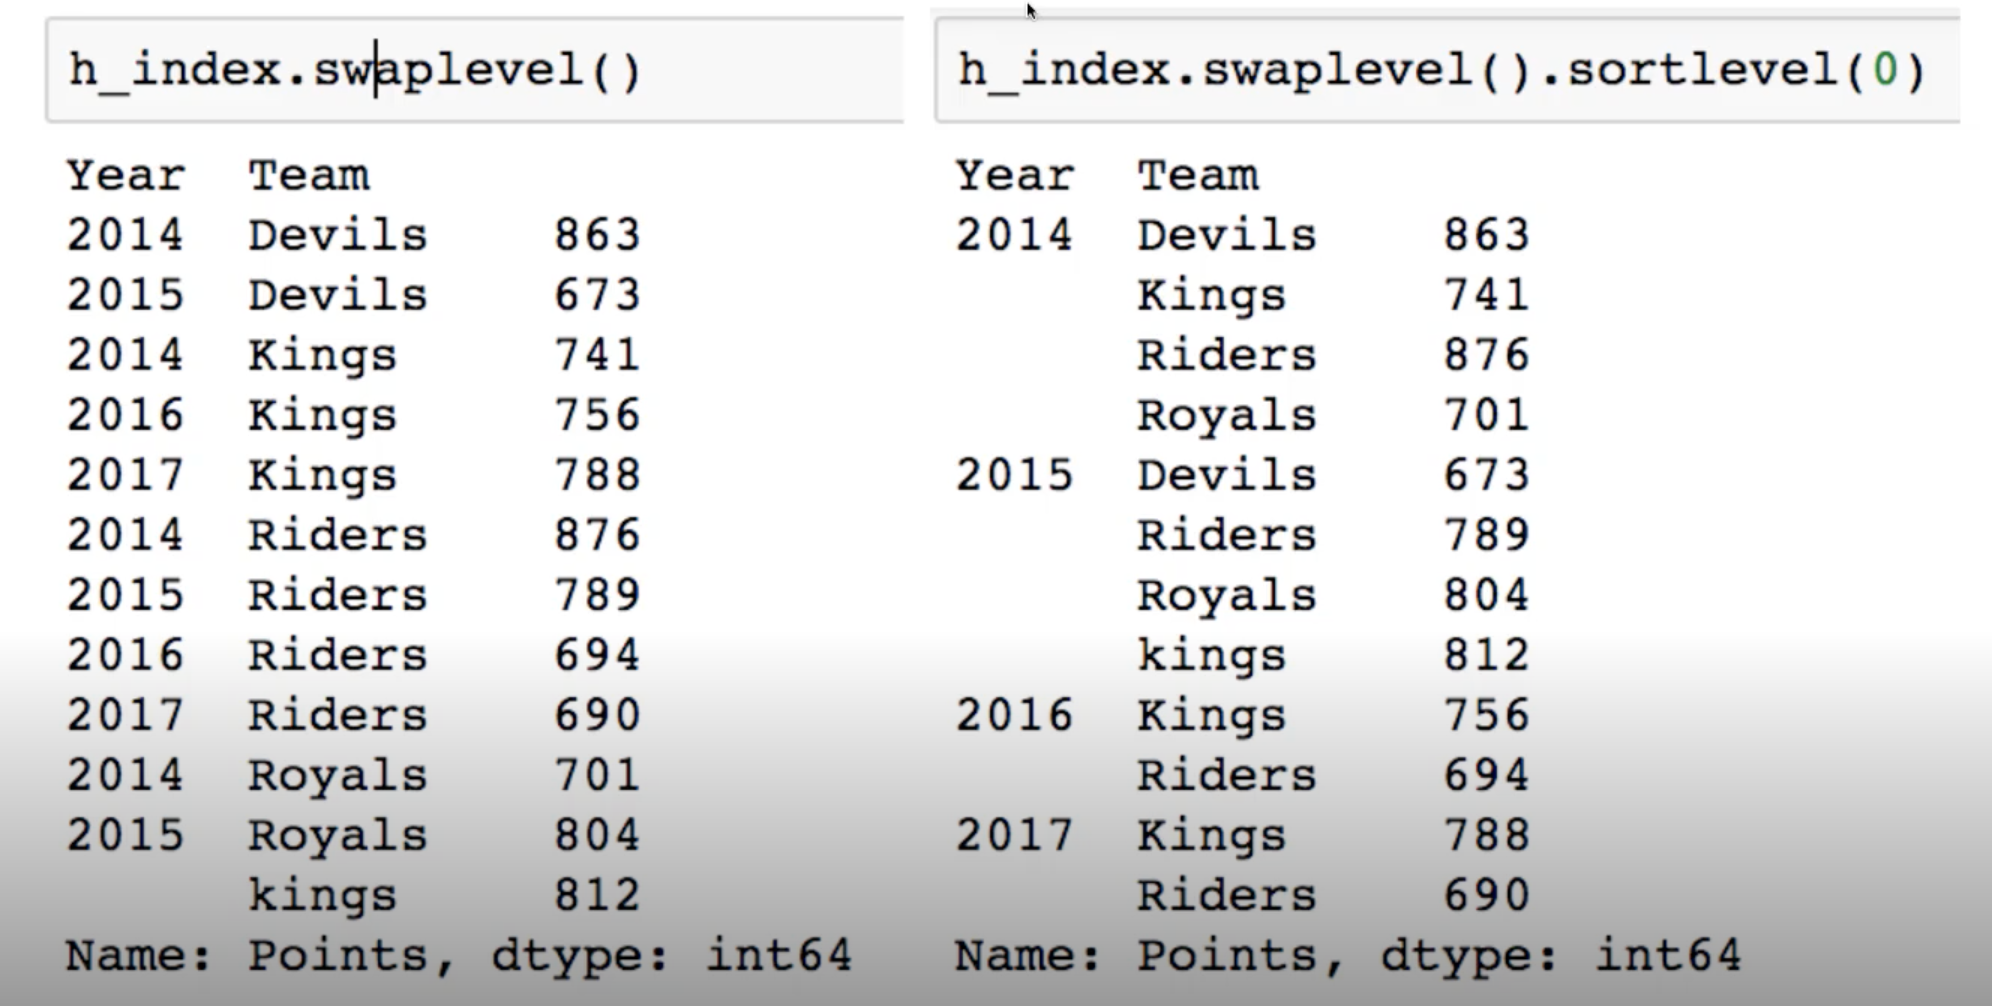 h_index.swaplevel()
Year Team
2014 Devils 863
2015 Devils 673
2014 Kings 741
2016 Kings 756
2017 Kings 788
2014 Riders 876
2015 Riders 789
2016 Riders 694
2017 Riders 690
2014 Royals 701
2015 Royals 804
kings 812
Name: Points, dtype: int64
h_index.swaplevel().sortlevel(0)
Year Team
2014 Devils 863
Kings 741
Riders 876
Royals 701
2015 Devils 673
Riders 789
Royals 804
kings 812
2016 Kings 756
Riders 694
2017 Kings 788
Riders 690
Name: Points, dtype: int64